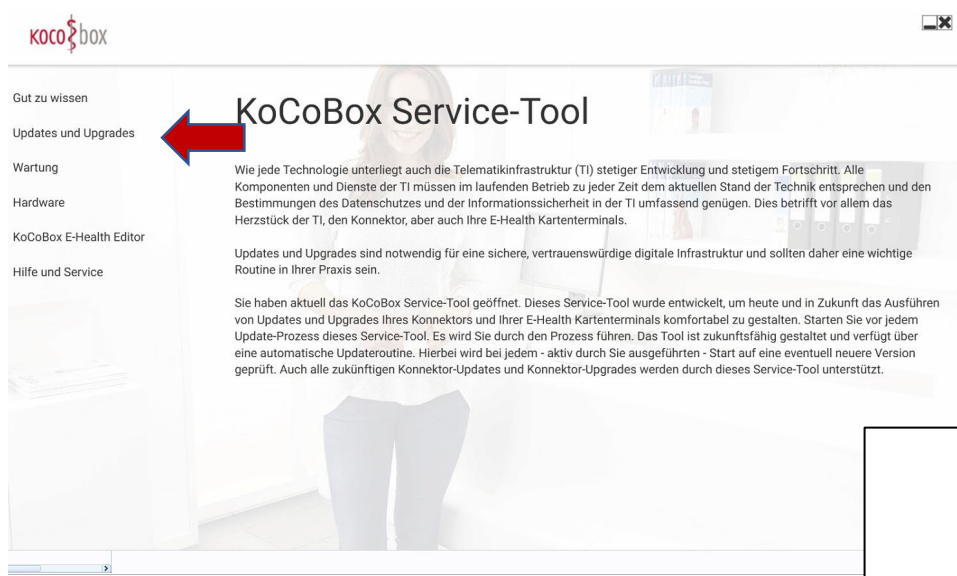 KOCO box
Gut zu wissen
Updates und Upgrades
Wartung
Hardware
KoCoBox E-Health Editor
Hilfe und Service
KoCoBox Service-Tool
Wie jede Technologie unterliegt auch die Telematikinfrastruktur (TI) stetiger Entwicklung und stetigem Fortschritt. Alle
Komponenten und Dienste der TI müssen im laufenden Betrieb zu jeder Zeit dem aktuellen Stand der Technik entsprechen und den
Bestimmungen des Datenschutzes und der Informationssicherheit in der TI umfassend genügen. Dies betrifft vor allem das
Herzstück der TI, den Konnektor, aber auch Ihre E-Health Kartenterminals.
Updates und Upgrades sind notwendig für eine sichere, vertrauenswürdige digitale Infrastruktur und sollten daher eine wichtige
Routine in Ihrer Praxis sein.
Sie haben aktuell das KoCoBox Service-Tool geöffnet. Dieses Service-Tool wurde entwickelt, um heute und in Zukunft das Ausführen
von Updates und Upgrades Ihres Konnektors und Ihrer E-Health Kartenterminals komfortabel zu gestalten. Starten Sie vor jedem
Update-Prozess dieses Service-Tool. Es wird Sie durch den Prozess führen. Das Tool ist zukunftsfähig gestaltet und verfügt über
eine automatische Updateroutine. Hierbei wird bei jedem - aktiv durch Sie ausgeführten - Start auf eine eventuell neuere Version
geprüft. Auch alle zukünftigen Konnektor-Updates und Konnektor-Upgrades werden durch dieses Service-Tool unterstützt.